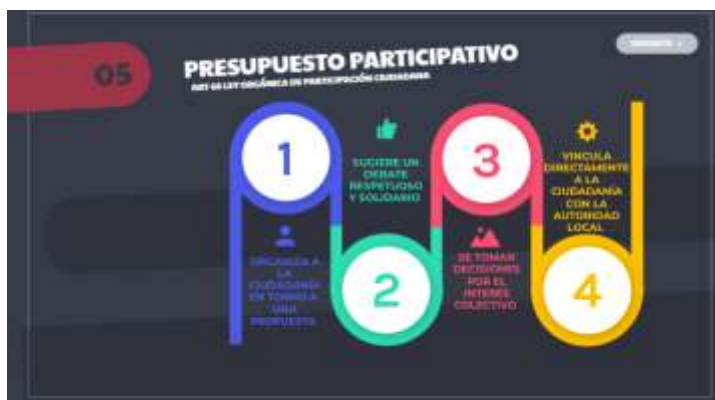 05
PRESUPUESTO PARTICIPATIVO
ART 60 LEY ORGÁNICA DE PARTICIPACIÓN CIUDADANA
1
ORGANIZA A
LA
CIUDADANÍA
EN TORNO A
UNA
PROPUESTA
SUGIERE UN
DEBATE
RESPETUOSO
Y SOLIDARIO
2
3
SE TOMAN
DECISIONES
POR EL
INTERES
COLECTIVO
VINCULA
DIRECTAMENTE
A LA
CIUDADANÍA
CON LA
AUTORIDAD
LOCAL
4